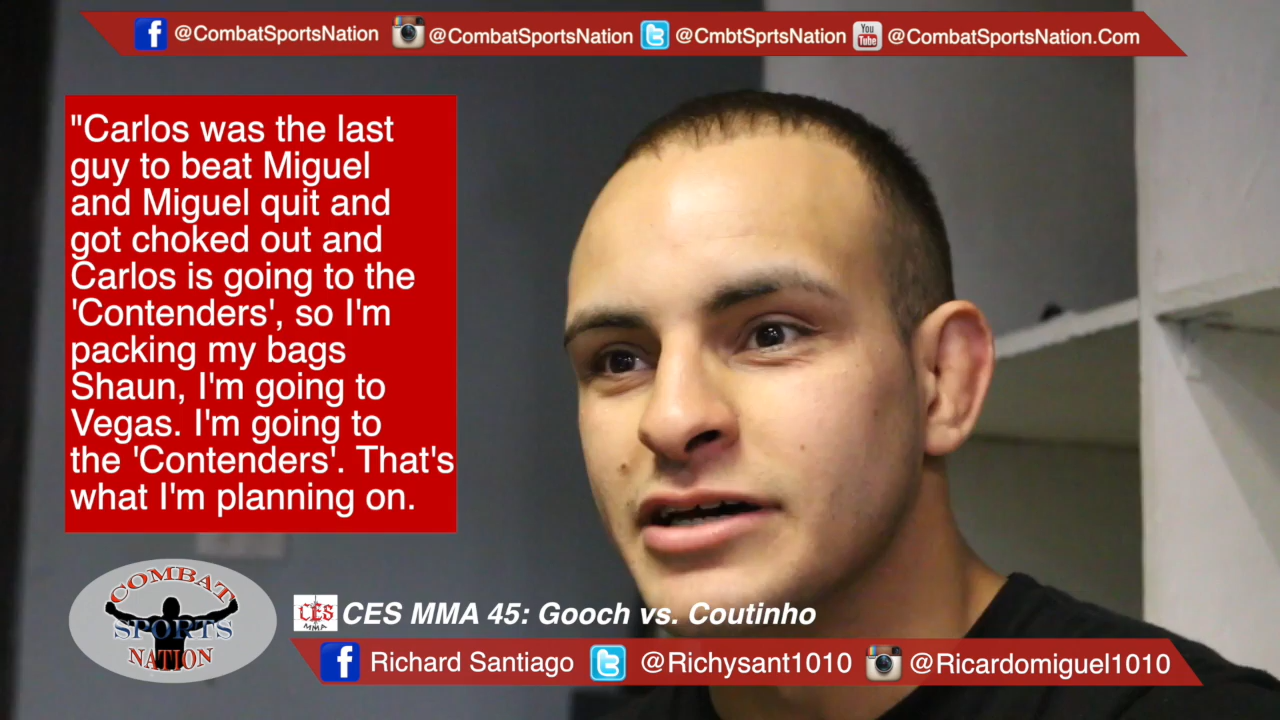 @CombatSportsNation @CombatSportsNation @CmbtSprtsNation You Tube @CombatSportsNation.Com
"Carlos was the last
guy to beat Miguel
and Miguel quit and
got choked out and
Carlos is going to the
'Contenders', so I'm
packing my bags
Shaun, I'm going to
Vegas. I'm going to
the 'Contenders'. That's
what I'm planning on.
COMBAT
SPORTS
NATION
CES
MMA
CES MMA 45: Gooch vs. Coutinho
Richard Santiago @Richysant1010 @Ricardomiguel1010